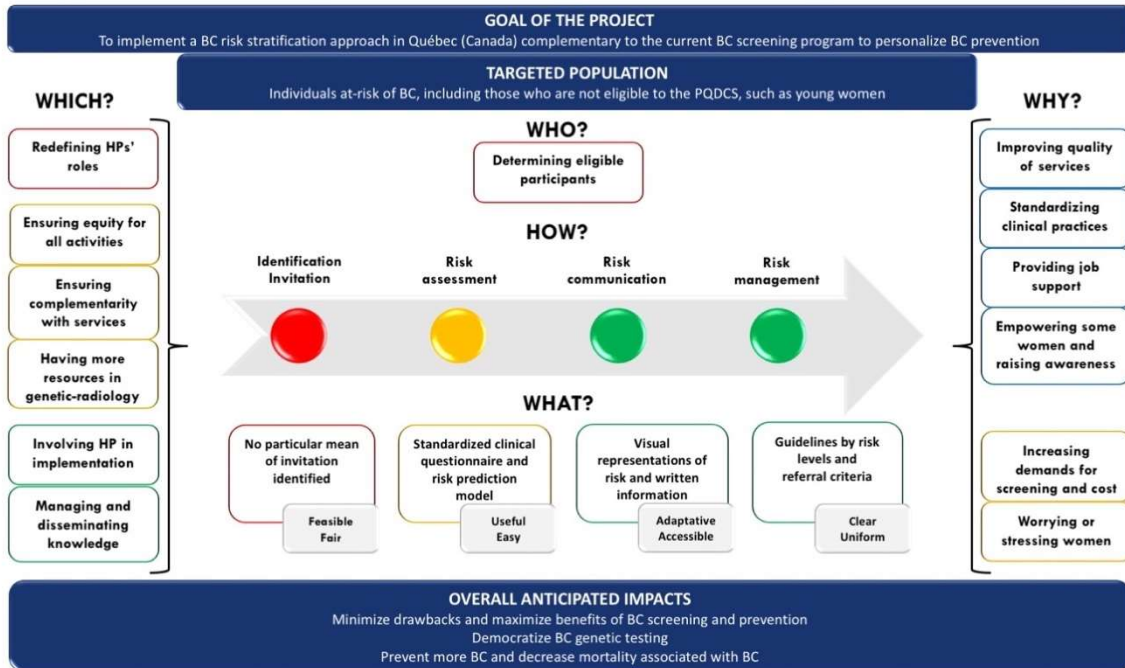 GOAL OF THE PROJECT
To implement a BC risk stratification approach in Québec (Canada) complementary to the current BC screening program to personalize BC prevention
TARGETED POPULATION
Individuals at-risk of BC, including those who are not eligible to the PQDCS, such as young women
WHICH?
Redefining HPs'
roles
Ensuring equity for
all activities
Ensuring
complementarity
with services
Having more
resources in
genetic-radiology
Involving HP in
implementation
Managing and
disseminating
knowledge
WHO?
Determining eligible
participants
HOW?
Identification
Invitation
Risk
assessment
Risk
communication
Risk
management
WHAT?
No particular mean
of invitation
identified
Feasible
Fair
Standardized clinical
questionnaire and
risk prediction
model
Useful
Easy
Visual
representations of
risk and written
information
Adaptative
Accessible
Guidelines by risk
levels and
referral criteria
Clear
Uniform
WHY?
Improving quality
of services
Standardizing
clinical practices
Providing job
support
Empowering some
women and
raising awareness
Increasing
demands for
screening and cost
Worrying or
stressing women
OVERALL ANTICIPATED IMPACTS
Minimize drawbacks and maximize benefits of BC screening and prevention
Democratize BC genetic testing
Prevent more BC and decrease mortality associated with BC